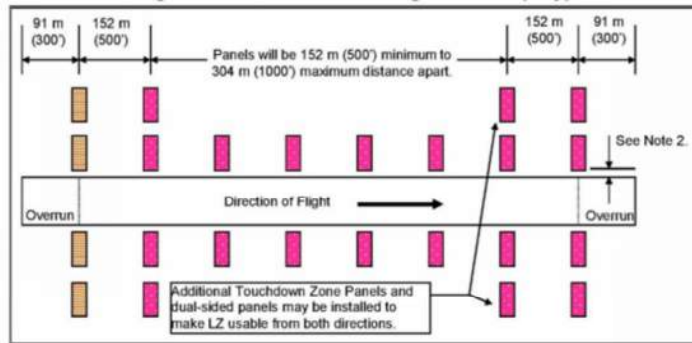 91 m
(300')
152 m
(500')
Panels will be 152 m (500') minimum to
304 m (1000') maximum distance apart.
152 m
(500')
91 m
(300')
See Note 2.
Overrun
Direction of Flight
Overrun
Additional Touchdown Zone Panels and
dual-sided panels may be installed to
make LZ usable from both directions.